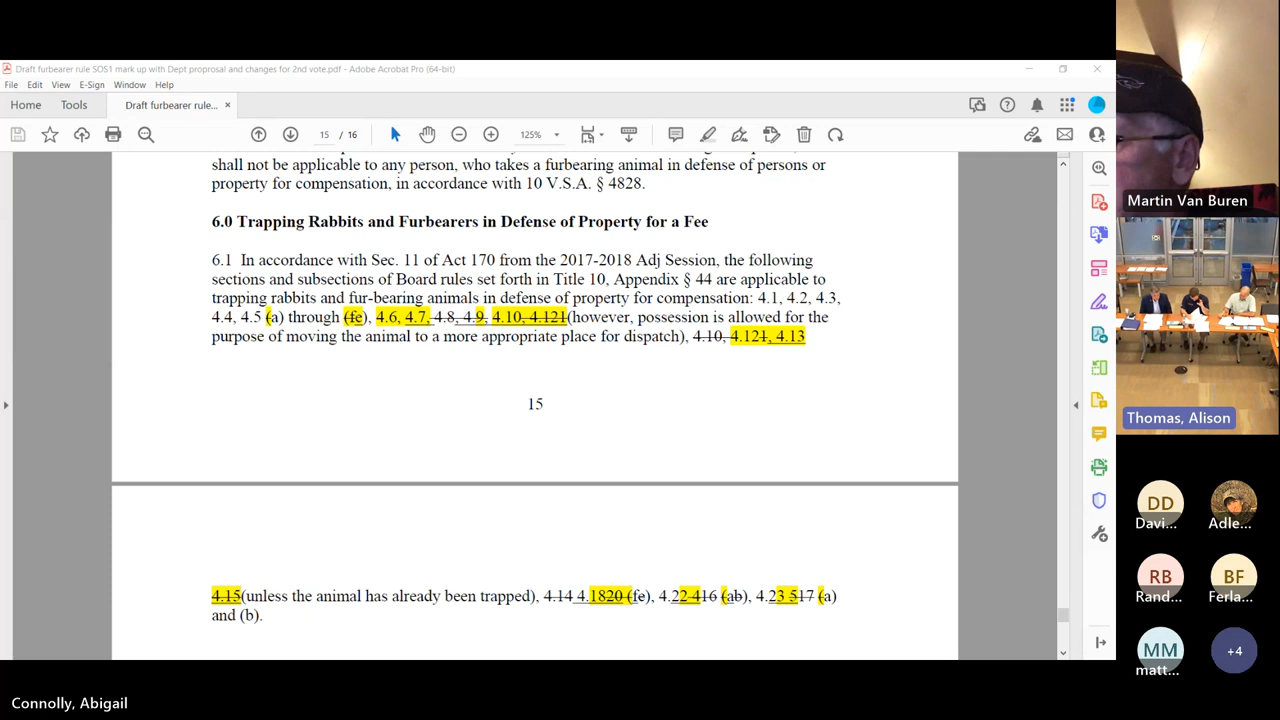 Draft furbearer rule SOS1 mark up with Dept proprosal and changes for 2nd vote.pdf - Adobe Acrobat Pro (64-bit)
File Edit View E-Sign Window Help
Home Tools Draft furbearer rule... ×
15 / 16 125%
shall not be applicable to any person, who takes a furbearing animal in defense of persons or
property for compensation, in accordance with 10 V.S.A. § 4828.
6.0 Trapping Rabbits and Furbearers in Defense of Property for a Fee
6.1 In accordance with Sec. 11 of Act 170 from the 2017-2018 Adj Session, the following
sections and subsections of Board rules set forth in Title 10, Appendix § 44 are applicable to
trapping rabbits and fur-bearing animals in defense of property for compensation: 4.1, 4.2, 4.3,
4.4, 4.5 (a) through (fe), 4.6, 4.7, 4.8, 4.9, 4.10, 4.121(however, possession is allowed for the
purpose of moving the animal to a more appropriate place for dispatch), 4.10, 4.121, 4.13
15
4.15(unless the animal has already been trapped), 4.14 4.1820 (fe), 4.22-416 (ab), 4.23 517 (a)
and (b).
Martin Van Buren
Thomas, Alison
DD
Davi...
Adle...
RB
Rand...
BF
Ferla...
MM
matt...
+4
Connolly, Abigail